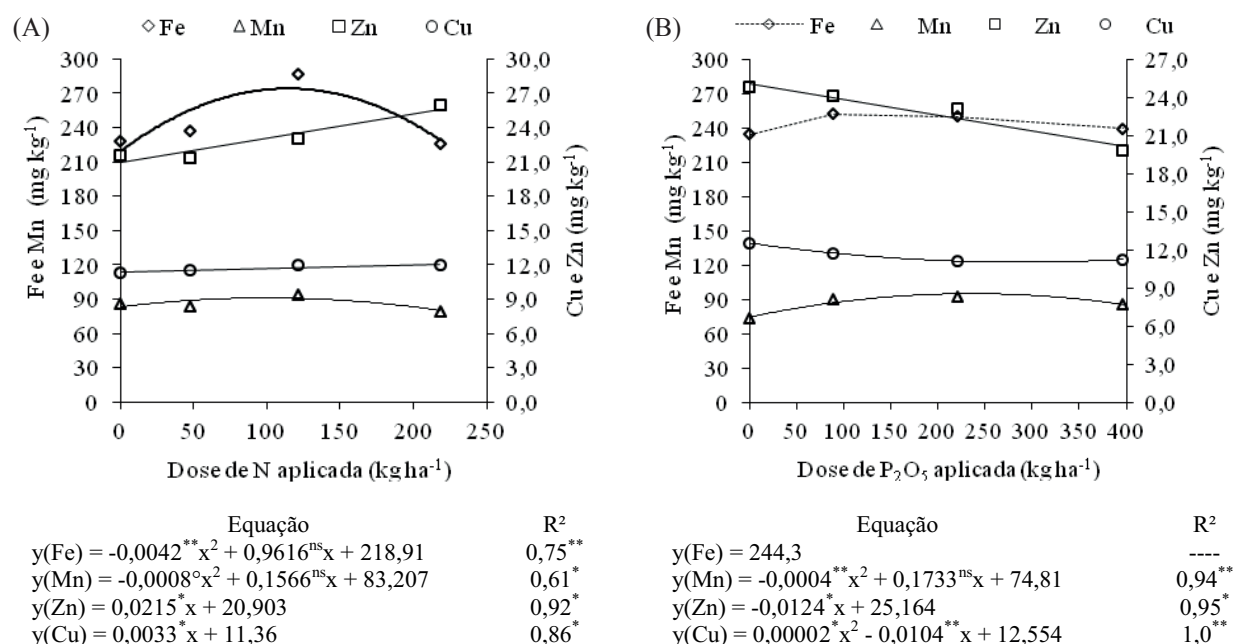 (A)
Fe Mn Zn Cu
300
270
240
210
180
150
120
90
60
30
0
Fe e Mn (mg kg⁻¹)
30,0
27,0
24,0
21,0
18,0
15,0
12,0
9,0
6,0
3,0
0,0
Cu e Zn (mg kg⁻¹)
0 50 100 150 200 250
Dose de N aplicada (kg ha⁻¹)
Equação R²
y(Fe) = -0,0042**x² + 0,9616ⁿˢx + 218,91 0,75**
y(Mn) = -0,0008°x² + 0,1566ⁿˢx + 83,207 0,61*
y(Zn) = 0,0215*x + 20,903 0,92*
y(Cu) = 0,0033*x + 11,36 0,86*
(B)
Fe Mn Zn Cu
300
270
240
210
180
150
120
90
60
30
0
Fe e Mn (mg kg⁻¹)
27,0
24,0
21,0
18,0
15,0
12,0
9,0
6,0
3,0
0,0
Cu e Zn (mg kg⁻¹)
0 50 100 150 200 250 300 350 400
Dose de P₂O₅ aplicada (kg ha⁻¹)
Equação R²
y(Fe) = 244,3 ----
y(Mn) = -0,0004**x² + 0,1733ⁿˢx + 74,81 0,94**
y(Zn) = -0,0124*x + 25,164 0,95*
y(Cu) = 0,00002*x² - 0,0104**x + 12,554 1,0**